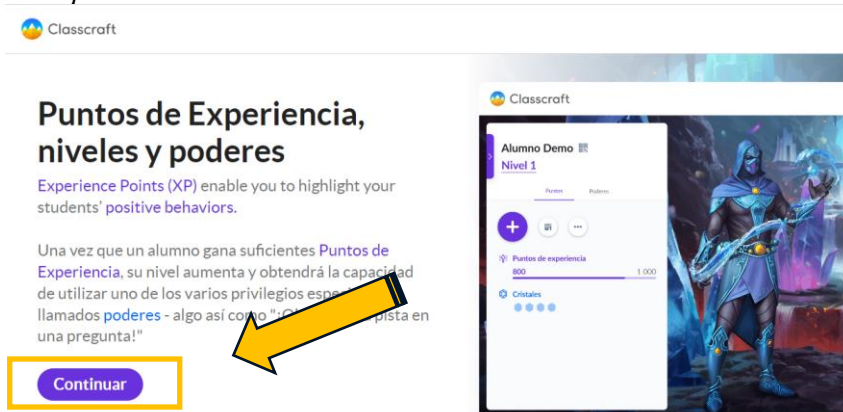 Classcraft
Puntos de Experiencia,
niveles y poderes
Experience Points (XP) enable you to highlight your
students' positive behaviors.
Una vez que un alumno gana suficientes Puntos de
Experiencia, su nivel aumenta y obtendrá la capacidad
de utilizar uno de los varios privilegios
llamados poderes - algo así como pista en
una pregunta!"
Continuar
Classcraft
Alumno Demo
Nivel 1
Puntos Poderes
Puntos de experiencia
800 1 000
Cristales